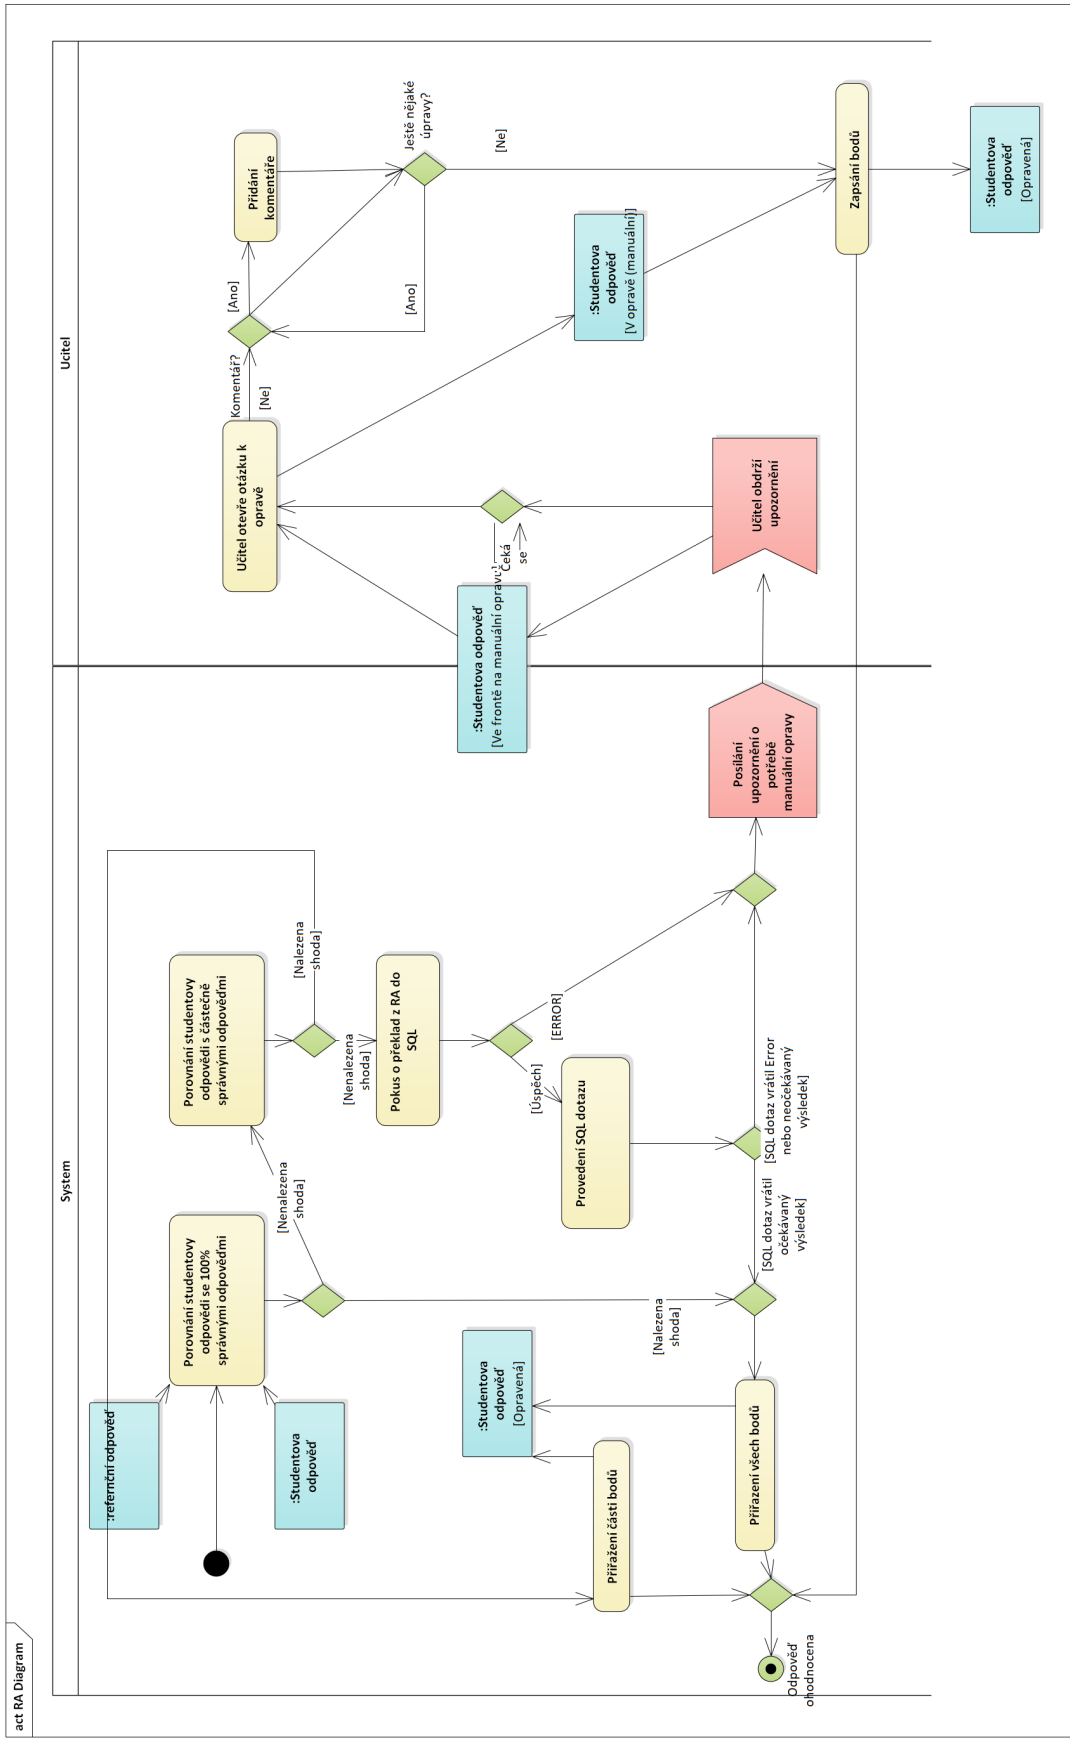 act RA Diagram
System
Ucitel
:refernční odpověď
:Studentova
odpověď
Porovnání studentovy
odpovědi se 100%
správnými odpověďmi
[Nenalezena
shoda]
[Nalezena
shoda]
Porovnání studentovy
odpovědi s částečně
správnými odpověďmi
[Nalezena
shoda]
[Nenalezena
shoda]
Pokus o překlad z RA do
SQL
[ERROR]
[Úspěch]
Provedení SQL dotazu
[SQL dotaz vrátil Error
nebo neočekávaný
výsledek]
[SQL dotaz vrátil
očekávaný
výsledek]
:Studentova
odpověď
[Opravená]
Přiřažení části bodů
Přiřazení všech bodů
Odpověď
ohodnocena
Posílání
upozornění o
potřebě
manuální opravy
Učitel obdrží
upozornění
:Studentova odpověď
[Ve frontě na manuální opravu]
Čeká
se
Učitel otevře otázku k
opravě
Komentář?
[Ne]
[Ano]
Přidání
komentáře
Ještě nějaké
úpravy?
[Ano]
[Ne]
:Studentova
odpověď
[V opravě (manuální)]
Zapsání bodů
:Studentova
odpověď
[Opravená]